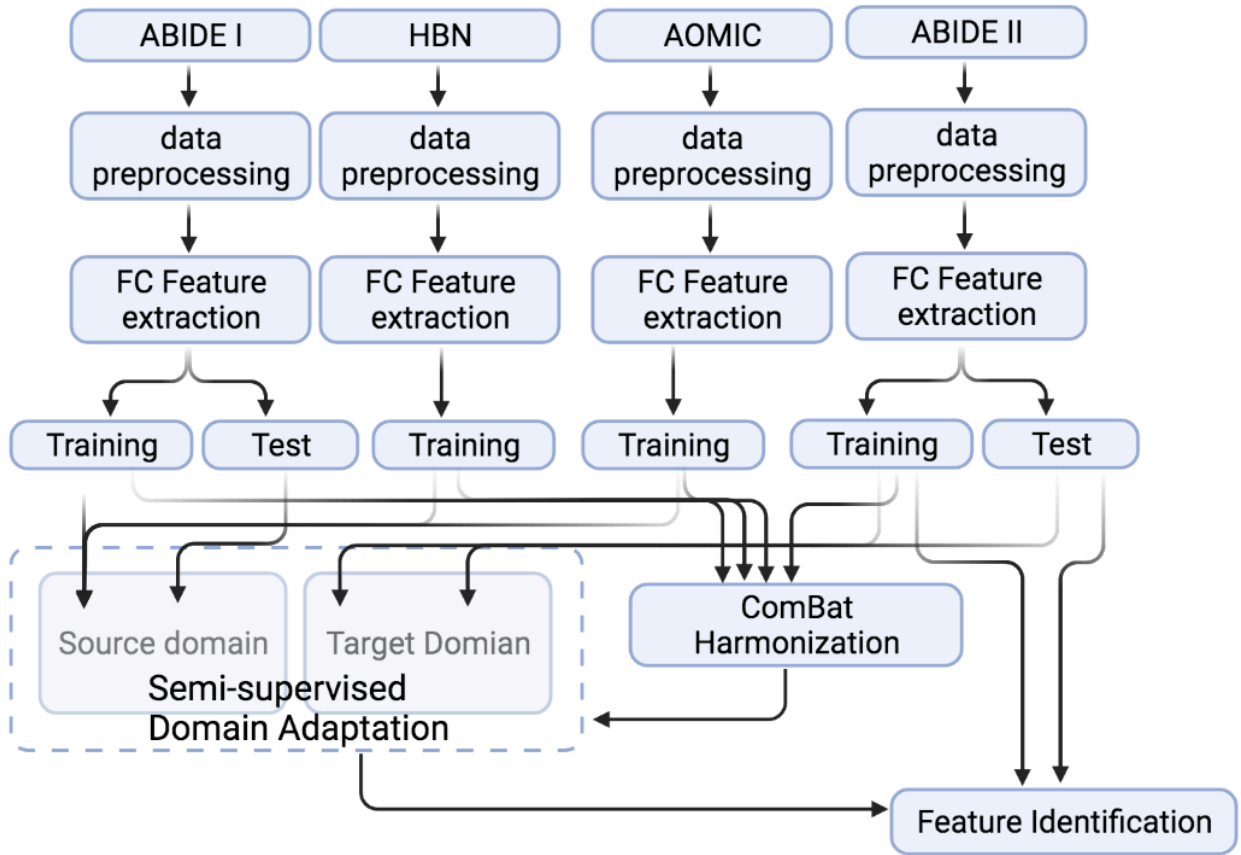 ABIDE I
HBN
AOMIC
ABIDE II
data
preprocessing
data
preprocessing
data
preprocessing
data
preprocessing
FC Feature
extraction
FC Feature
extraction
FC Feature
extraction
FC Feature
extraction
Training
Test
Training
Training
Training
Test
Source domain
Target Domian
Semi-supervised
Domain Adaptation
ComBat
Harmonization
Feature Identification